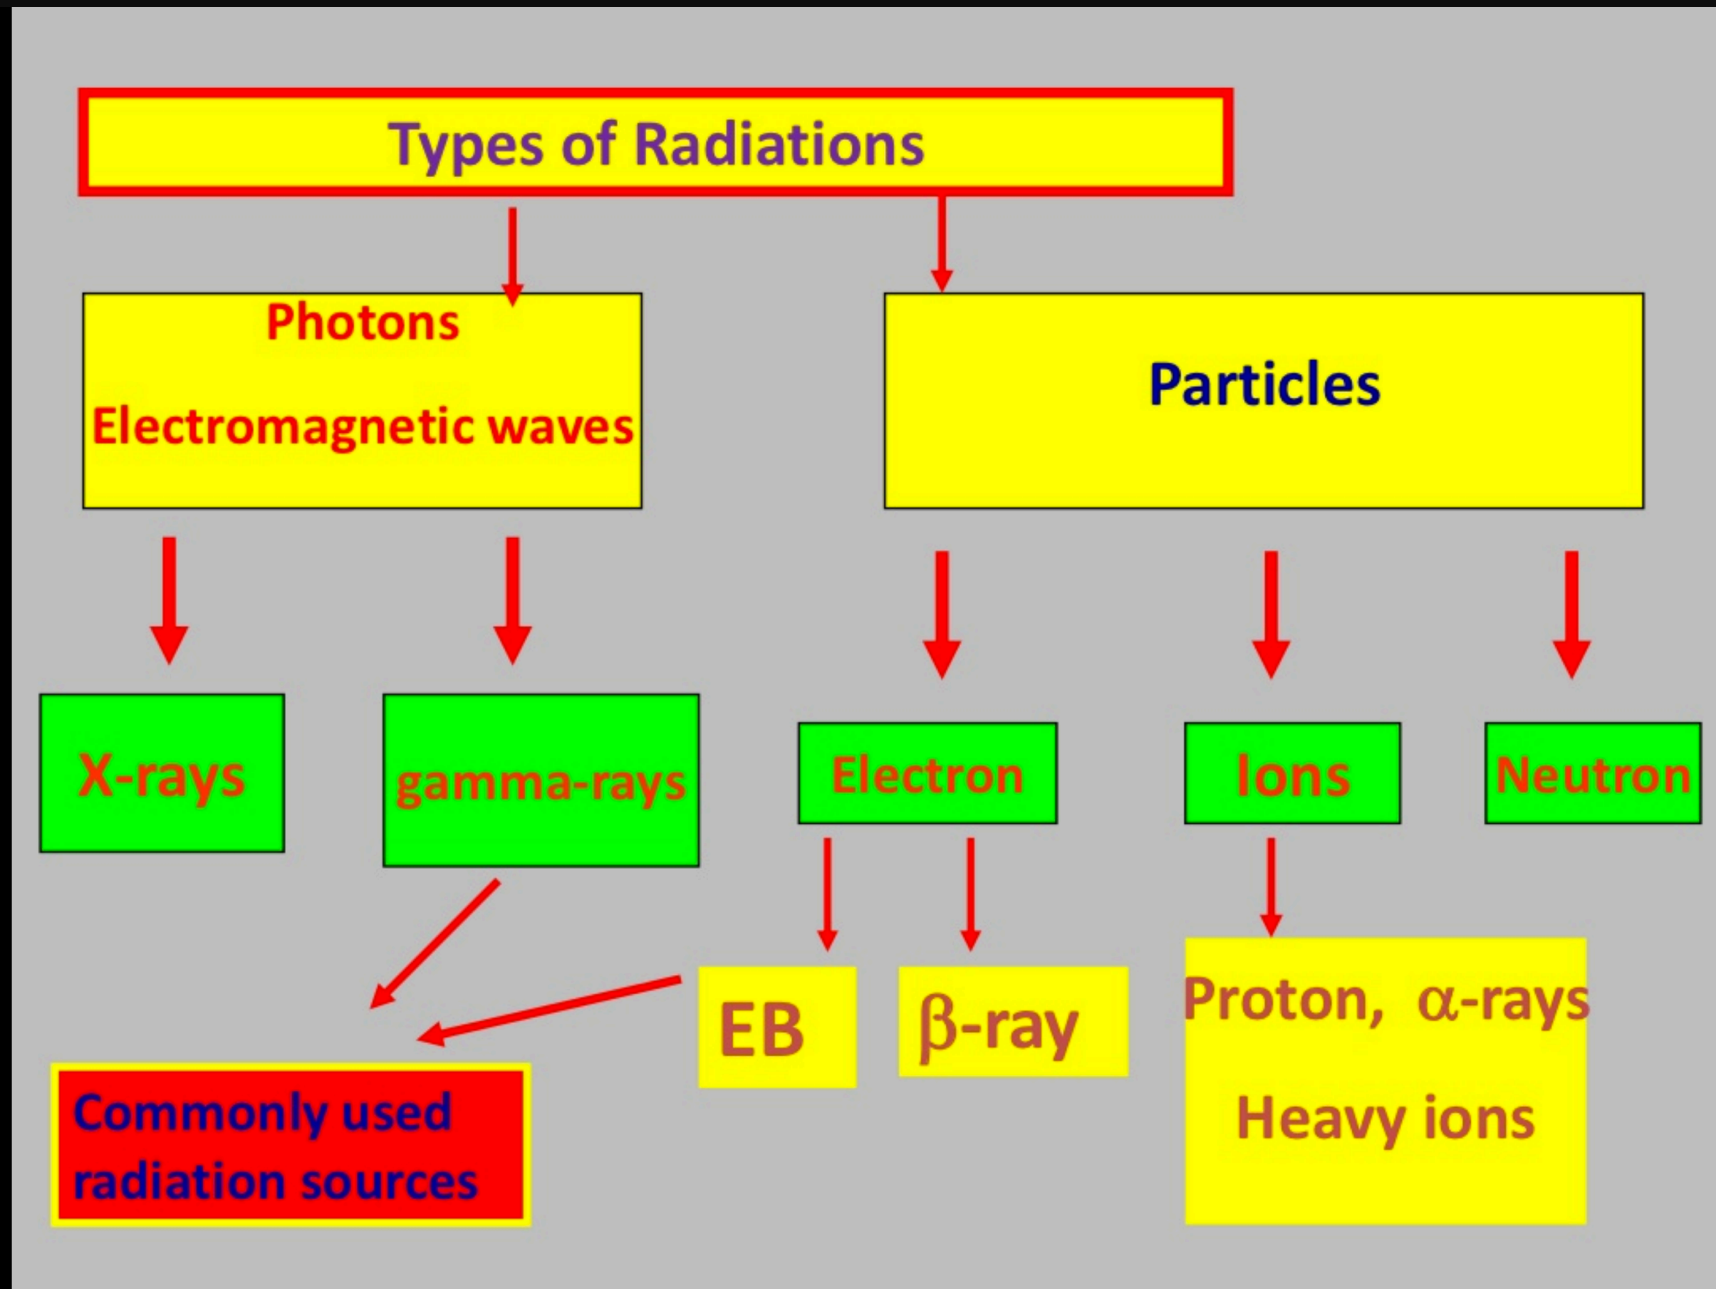 Types of Radiations
Photons
Electromagnetic waves
Particles
X-rays
gamma-rays
Electron
Ions
Neutron
EB
β-ray
Proton, α-rays
Heavy ions
Commonly used
radiation sources